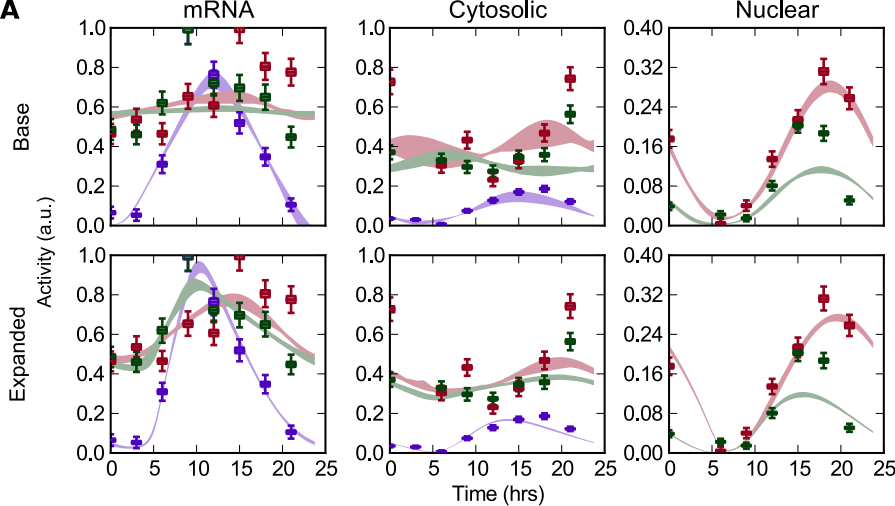 A
mRNA Cytosolic Nuclear
1.0 1.0 0.40
0.8 0.8 0.32
0.6 0.6 0.24
0.4 0.4 0.16
0.2 0.2 0.08
0.0 0.0 0.00
Base
Activity (a.u.)
1.0 1.0 0.40
0.8 0.8 0.32
0.6 0.6 0.24
0.4 0.4 0.16
0.2 0.2 0.08
0.0 0.0 0.00
Expanded
0 5 10 15 20 25 0 5 10 15 20 25 0 5 10 15 20 25
Time (hrs)